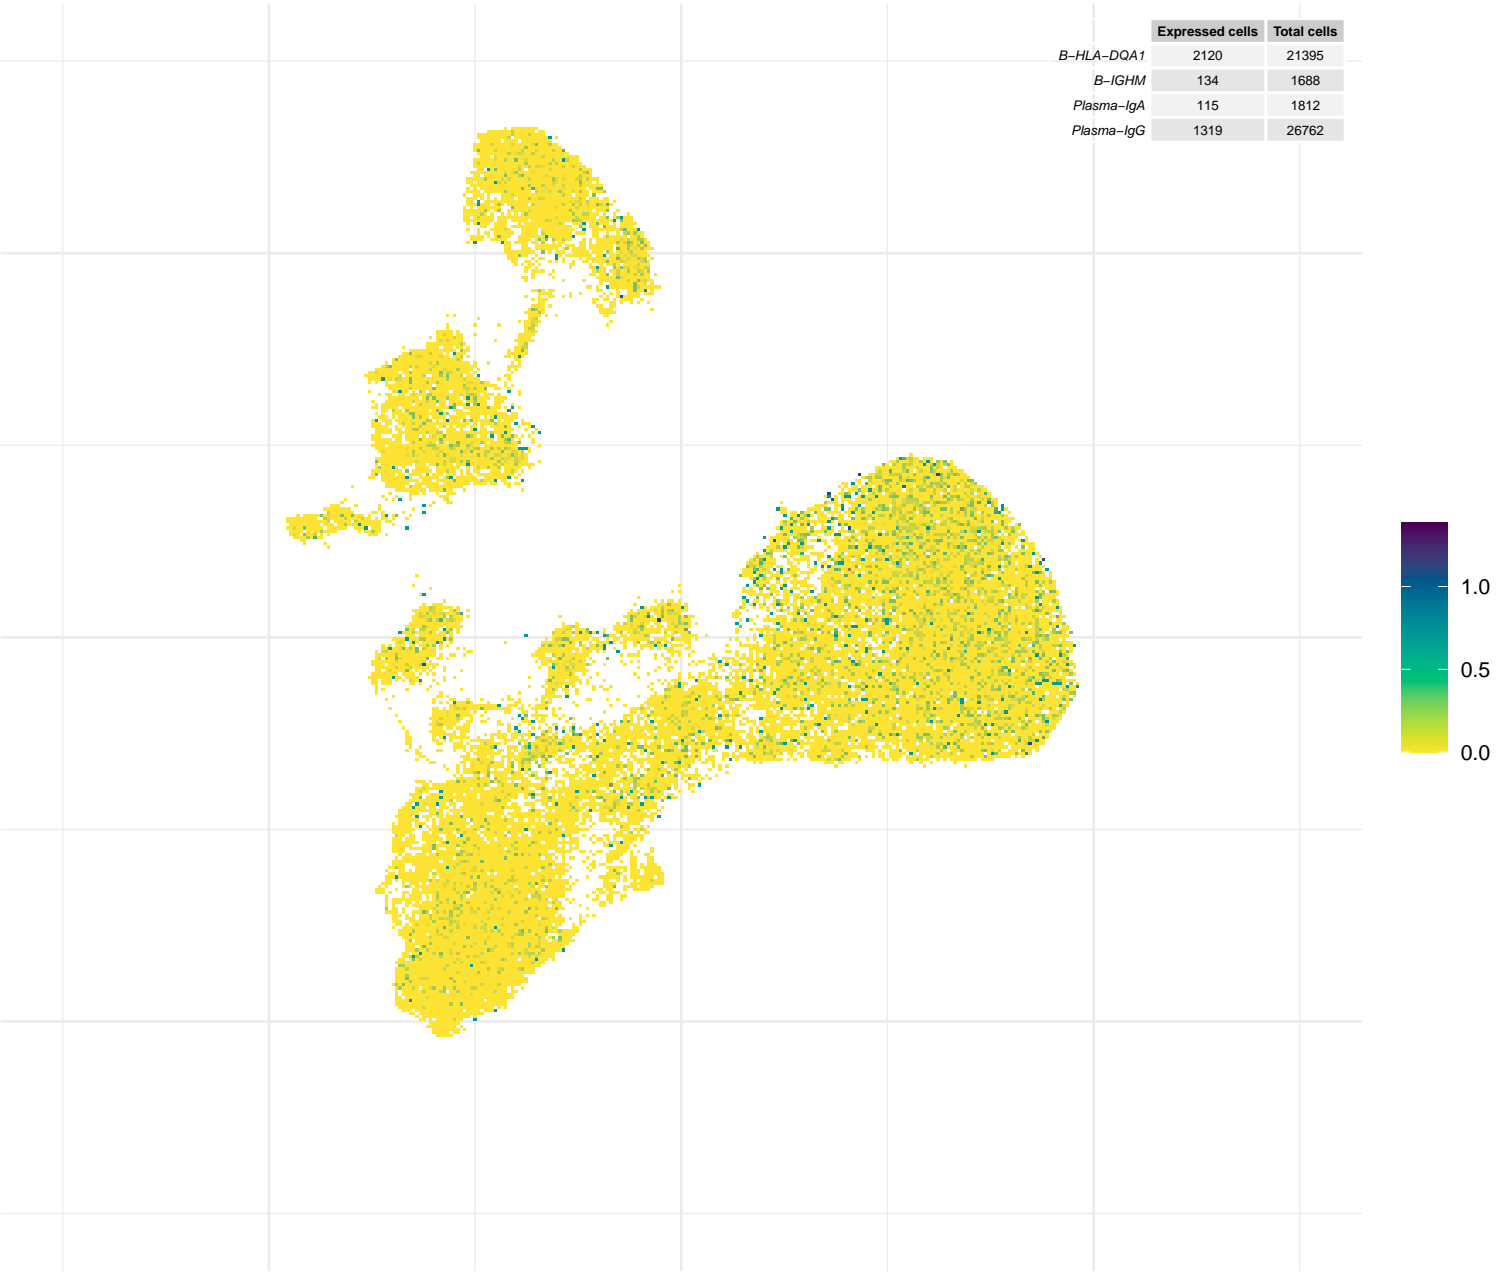 Expressed cells Total cells
B−HLA−DQA1 2120 21395
B−IGHM 134 1688
Plasma−IgA 115 1812
Plasma−IgG 1319 26762
1.0
0.5
0.0